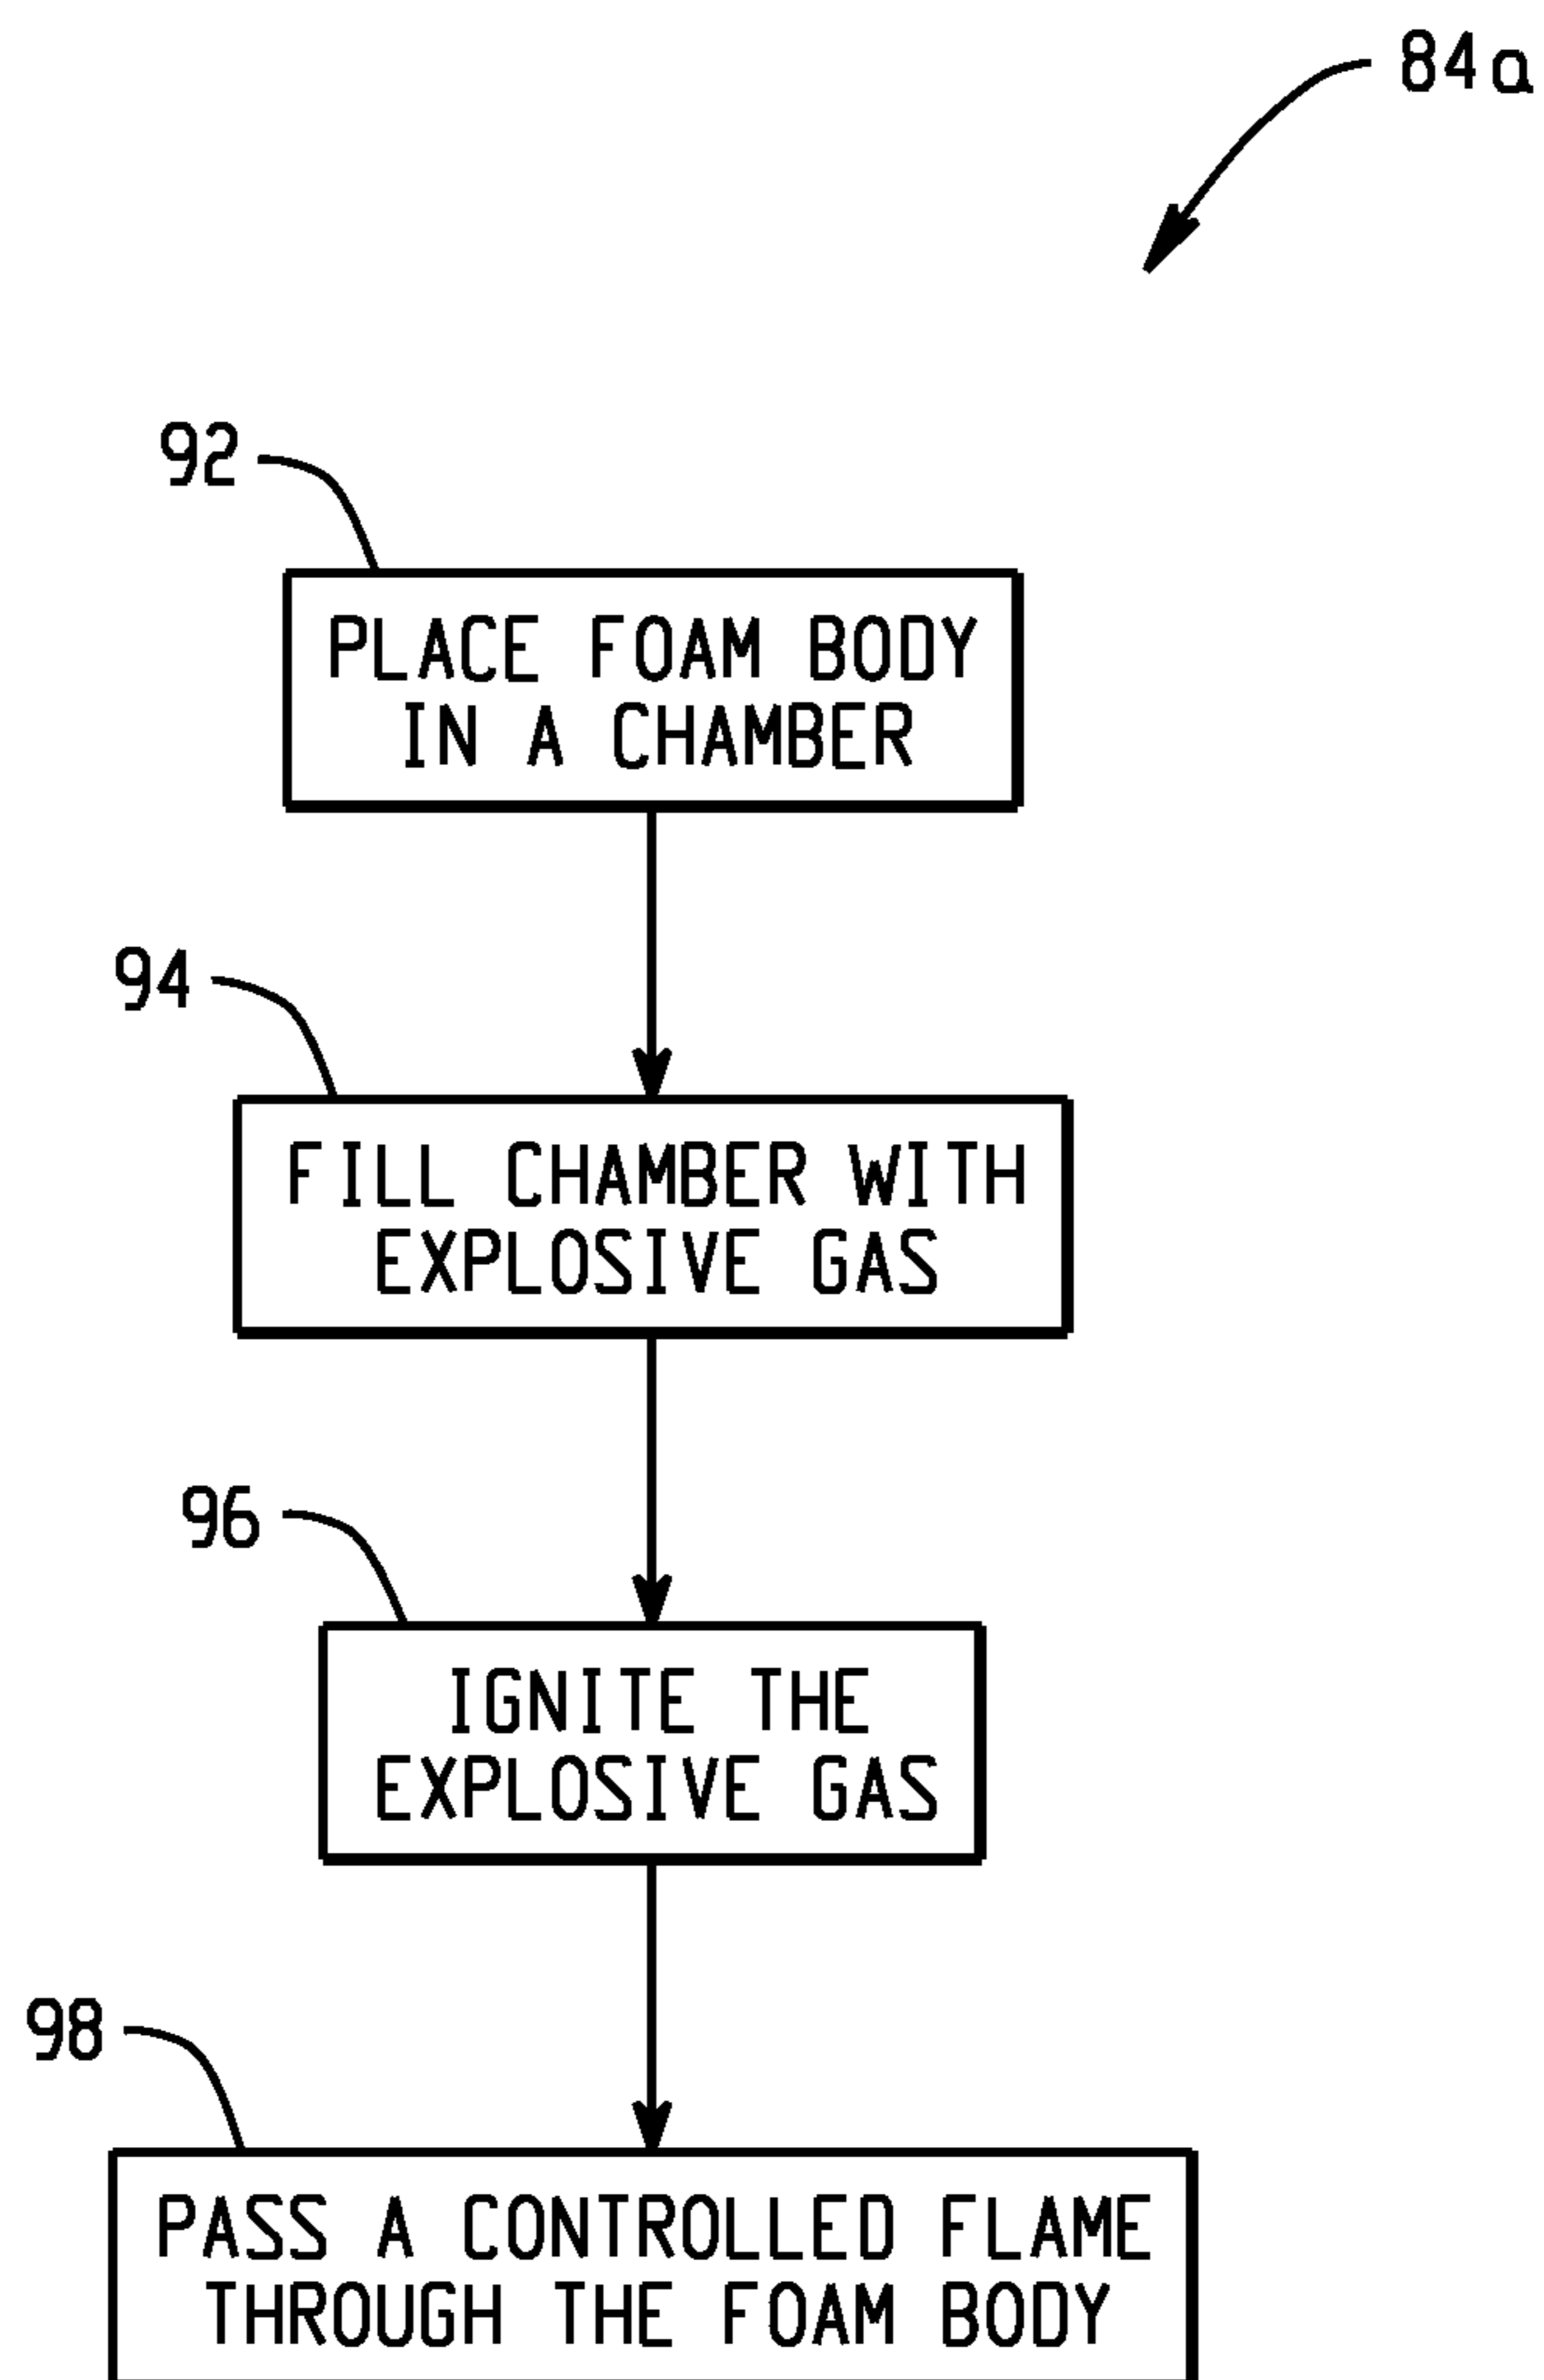 84a
92
PLACE FOAM BODY
IN A CHAMBER
94
FILL CHAMBER WITH
EXPLOSIVE GAS
96
IGNITE THE
EXPLOSIVE GAS
98
PASS A CONTROLLED FLAME
THROUGH THE FOAM BODY